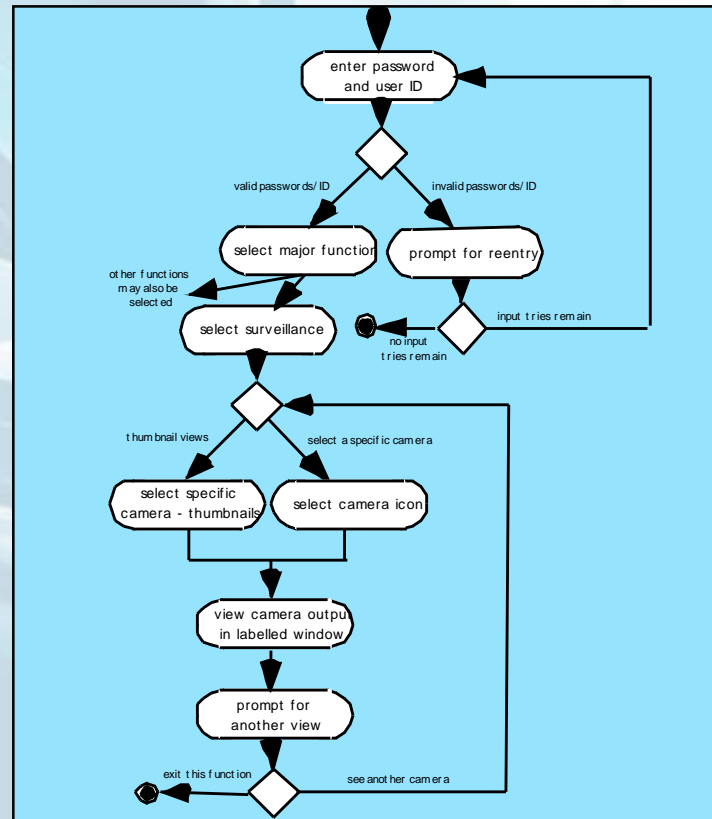 enter password
and user ID
valid passwords/ID
invalid passwords/ID
select major function
prompt for reentry
other functions
may also be
selected
select surveillance
input tries remain
no input
tries remain
thumbnail views
select a specific camera
select specific
camera - thumbnails
select camera icon
view camera output
in labelled window
prompt for
another view
exit this function
see another camera